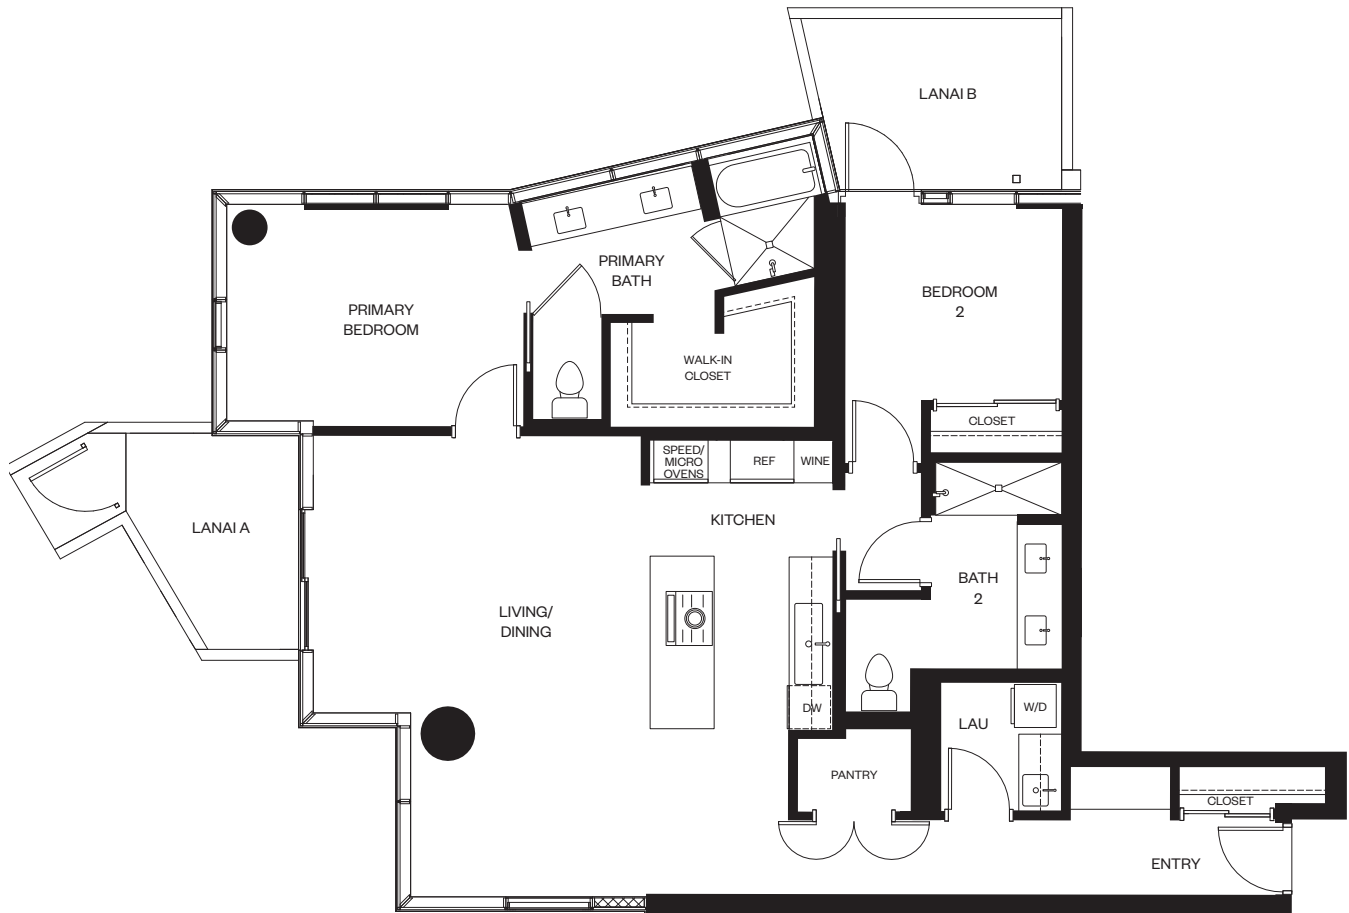 LANAI B
PRIMARY
BATH
BEDROOM
2
PRIMARY
BEDROOM
WALK-IN
CLOSET
CLOSET
SPEED/
MICRO
OVENS
REF
WINE
KITCHEN
LANAI A
BATH
2
LIVING/
DINING
DW
LAU
W/D
PANTRY
CLOSET
ENTRY